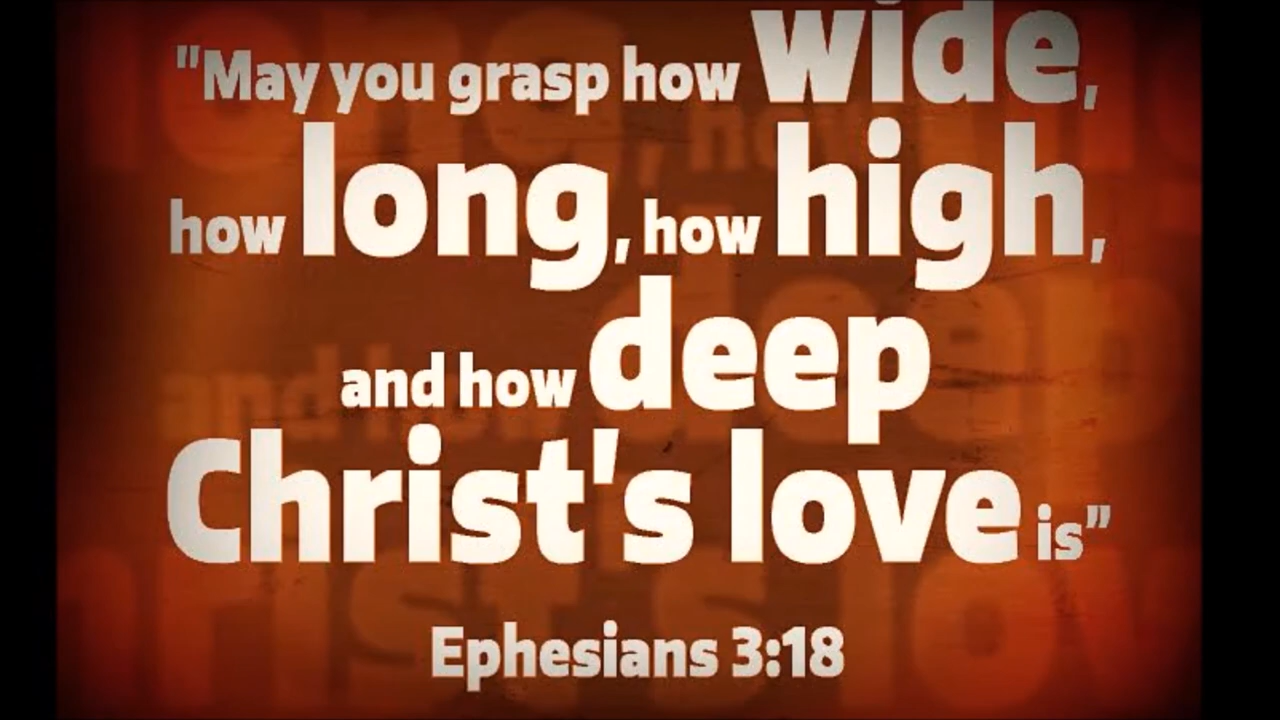 "May you grasp how wide,
how long, how high,
and how deep
Christ's love is"
Ephesians 3:18